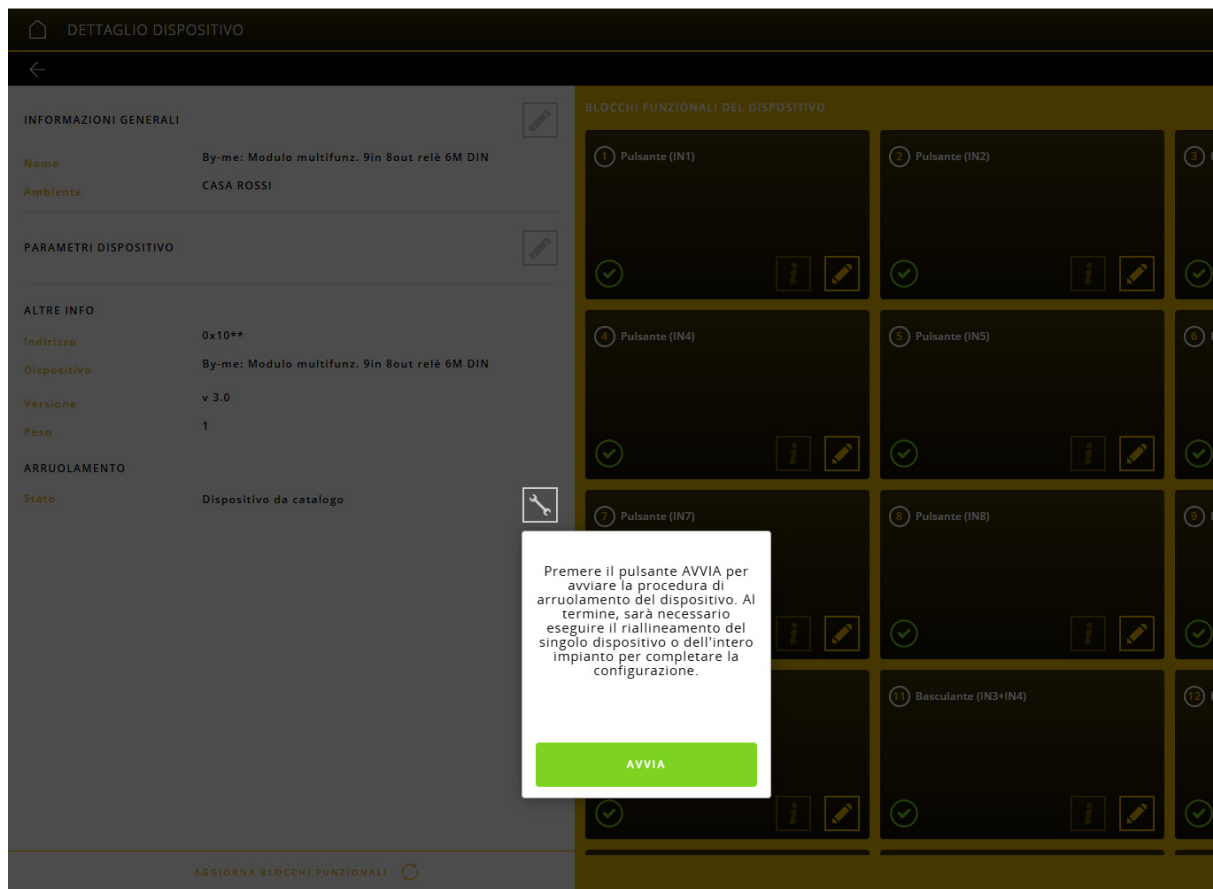 DETTAGLIO DISPOSITIVO
INFORMAZIONI GENERALI
Nome
By-me: Modulo multifunz. 9in 8out relè 6M DIN
Ambiente
CASA ROSSI
PARAMETRI DISPOSITIVO
ALTRE INFO
Indirizzo
0x10**
Dispositivo
By-me: Modulo multifunz. 9in 8out relè 6M DIN
Versione
v 3.0
Peso
1
ARRUOLAMENTO
Stato
Dispositivo da catalogo
Premere il pulsante AVVIA per
avviare la procedura di
arruolamento del dispositivo. Al
termine, sarà necessario
eseguire il riallineamento del
singolo dispositivo o dell'intero
impianto per completare la
configurazione.
AVVIA
AGGIORNA BLOCCHI FUNZIONALI
BLOCCHI FUNZIONALI DEL DISPOSITIVO
1 Pulsante (IN1)
2 Pulsante (IN2)
3
4 Pulsante (IN4)
5 Pulsante (IN5)
6
7 Pulsante (IN7)
8 Pulsante (IN8)
9
11 Basculante (IN3+IN4)
12